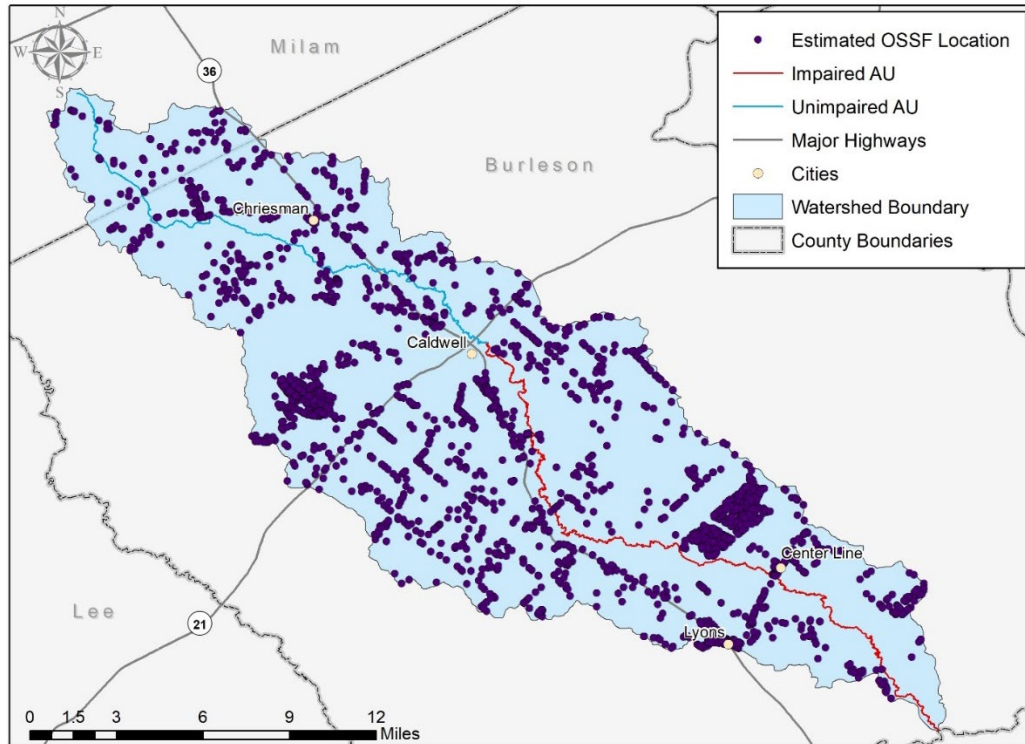 N
W
E
S
Milam
36
Burleson
Chriesman
Caldwell
Center Line
Lyons
Lee
21
0 1.5 3 6 9 12
Miles
Estimated OSSF Location
Impaired AU
Unimpaired AU
Major Highways
Cities
Watershed Boundary
County Boundaries